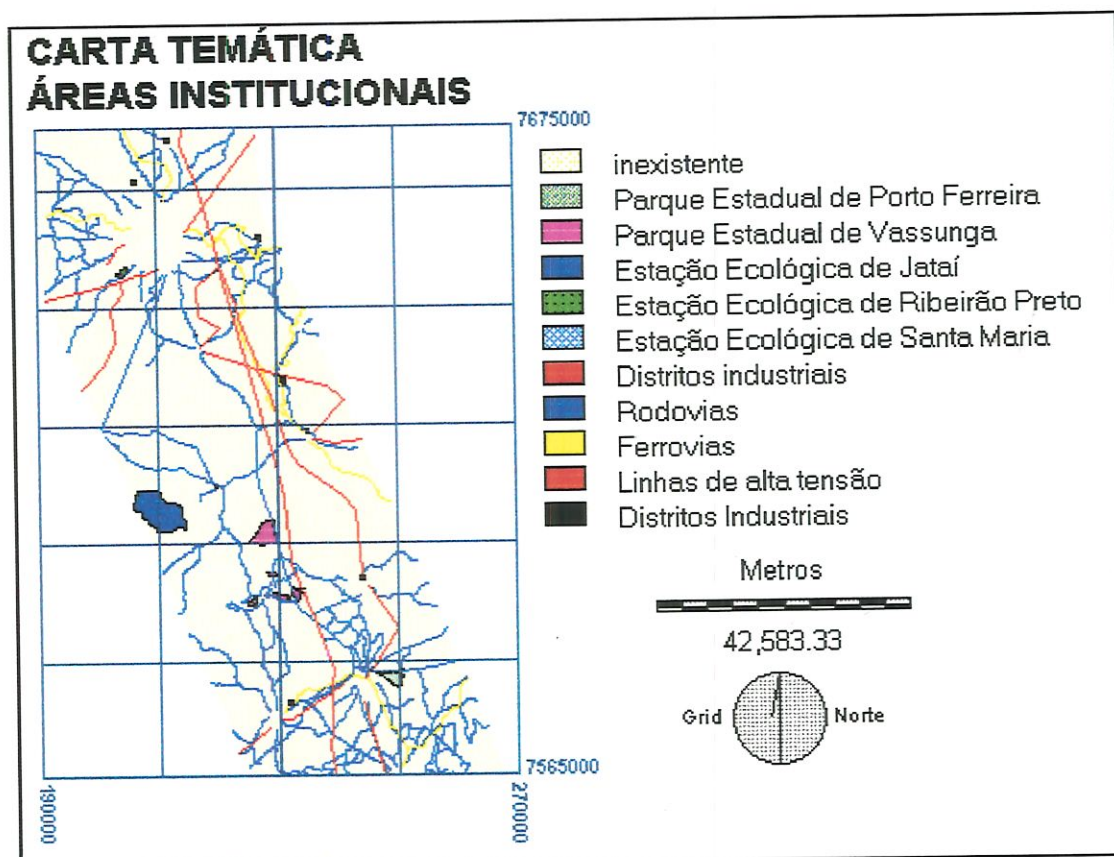 CARTA TEMÁTICA
ÁREAS INSTITUCIONAIS
7675000
inexistente
Parque Estadual de Porto Ferreira
Parque Estadual de Vassunga
Estação Ecológica de Jataí
Estação Ecológica de Ribeirão Preto
Estação Ecológica de Santa Maria
Distritos industriais
Rodovias
Ferrovias
Linhas de alta tensão
Distritos Industriais
Metros
42,583.33
Grid Norte
7565000
190000
270000